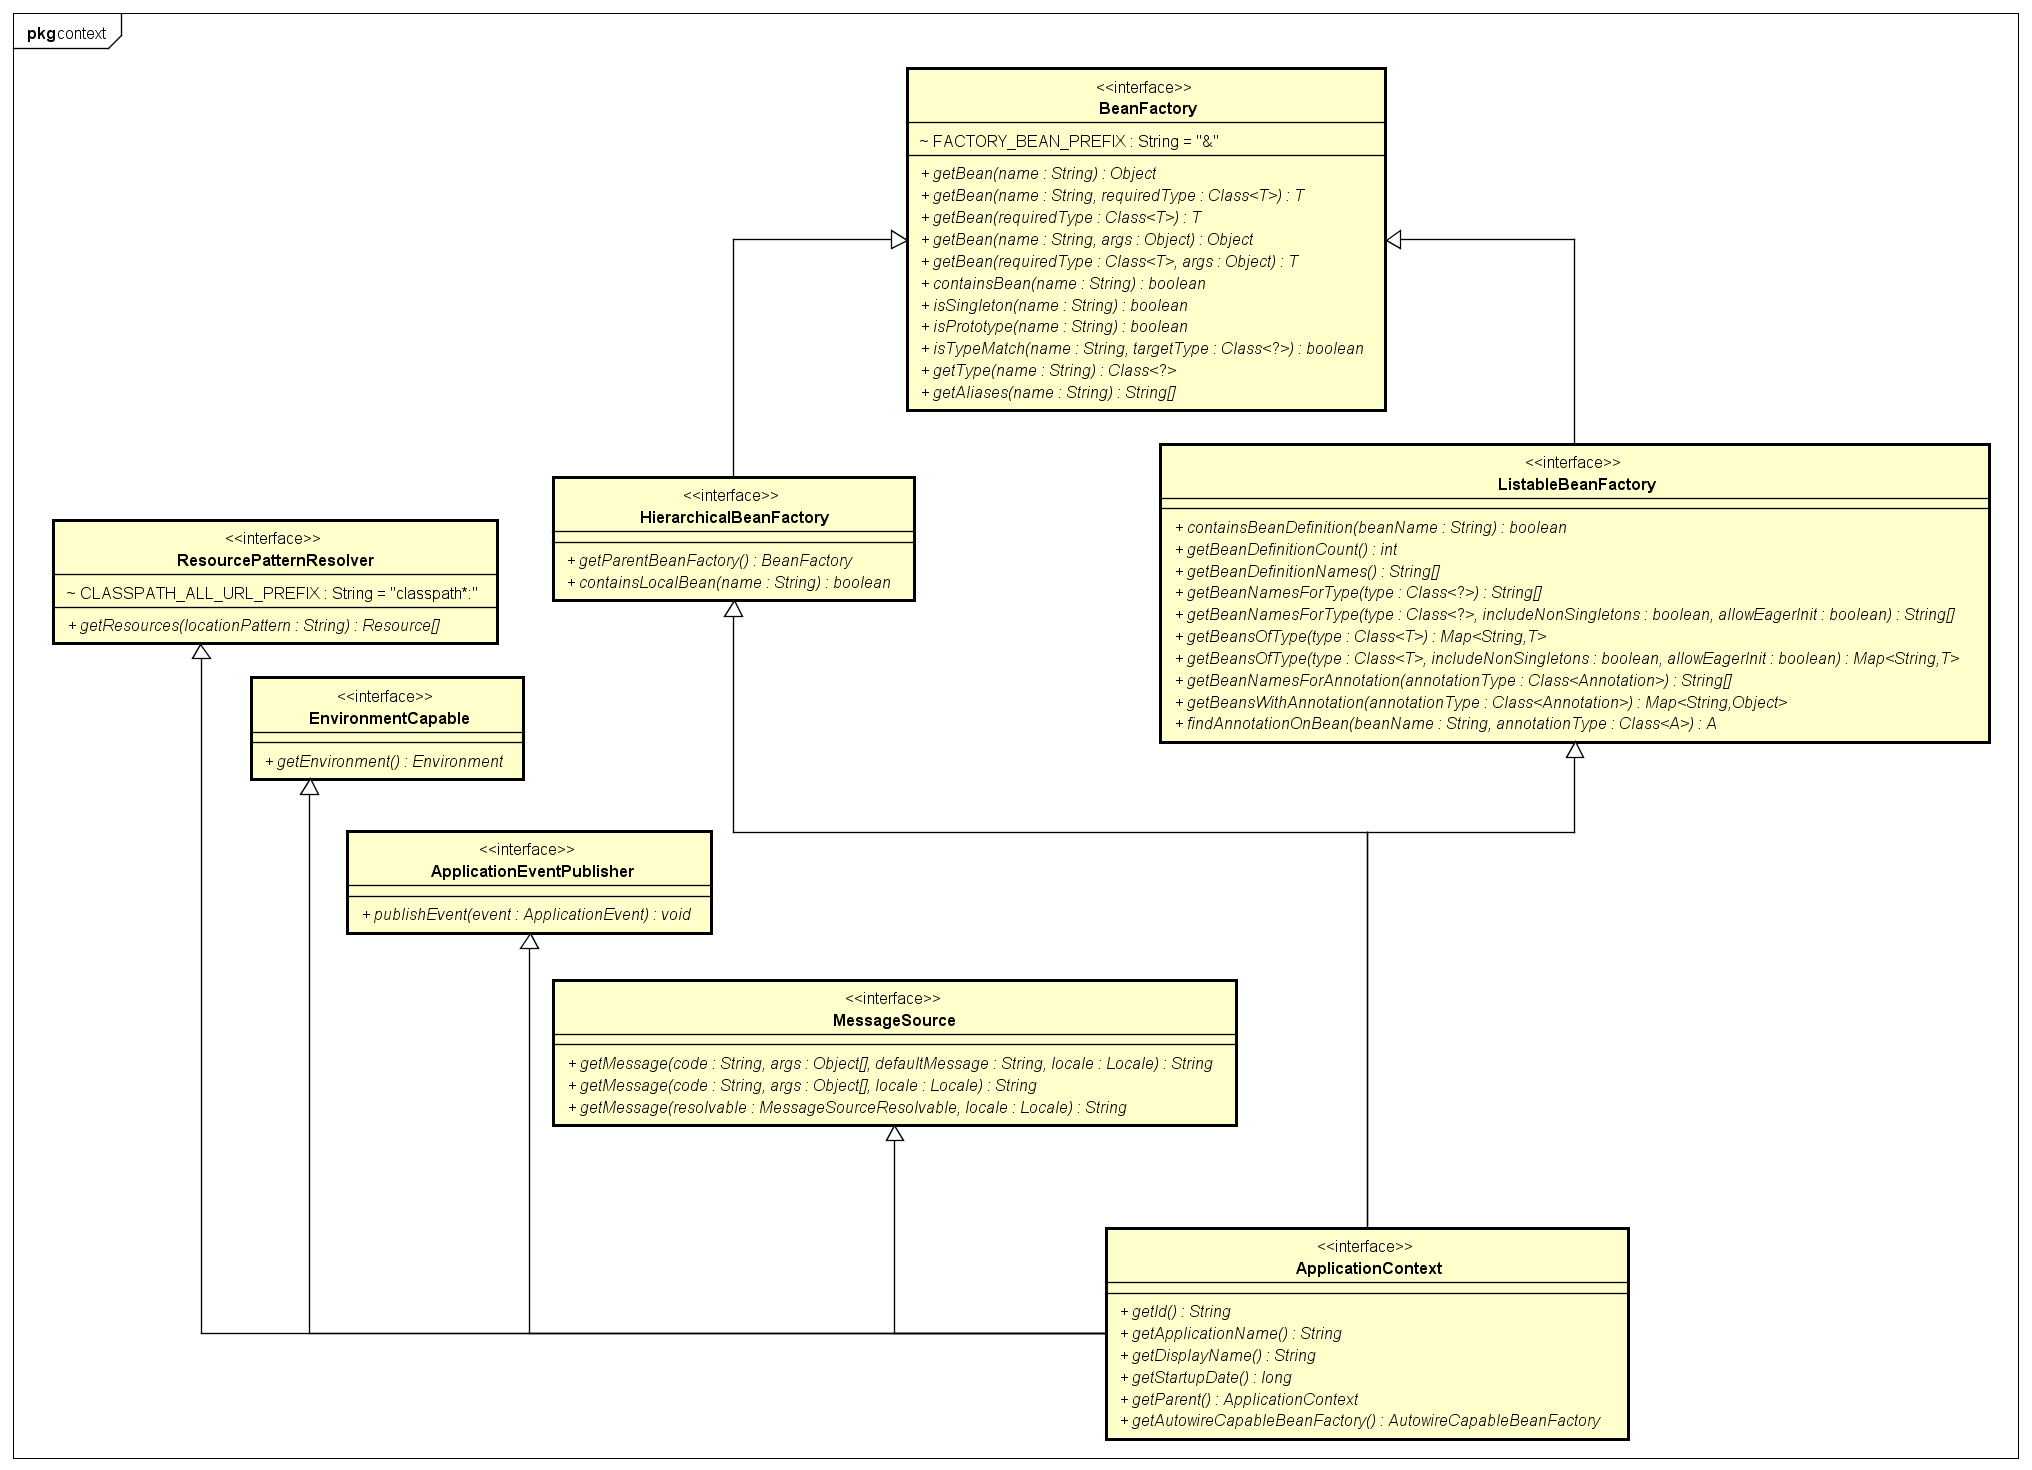 pkg context
<<interface>>
BeanFactory
~ FACTORY_BEAN_PREFIX : String = "&"
+ getBean(name : String) : Object
+ getBean(name : String, requiredType : Class<T>) : T
+ getBean(requiredType : Class<T>) : T
+ getBean(name : String, args : Object) : Object
+ getBean(requiredType : Class<T>, args : Object) : T
+ containsBean(name : String) : boolean
+ isSingleton(name : String) : boolean
+ isPrototype(name : String) : boolean
+ isTypeMatch(name : String, targetType : Class<?>) : boolean
+ getType(name : String) : Class<?>
+ getAliases(name : String) : String[]
<<interface>>
ListableBeanFactory
+ containsBeanDefinition(beanName : String) : boolean
+ getBeanDefinitionCount() : int
+ getBeanDefinitionNames() : String[]
+ getBeanNamesForType(type : Class<?>) : String[]
+ getBeanNamesForType(type : Class<?>, includeNonSingletons : boolean, allowEagerInit : boolean) : String[]
+ getBeansOfType(type : Class<T>) : Map<String,T>
+ getBeansOfType(type : Class<T>, includeNonSingletons : boolean, allowEagerInit : boolean) : Map<String,T>
+ getBeanNamesForAnnotation(annotationType : Class<Annotation>) : String[]
+ getBeansWithAnnotation(annotationType : Class<Annotation>) : Map<String,Object>
+ findAnnotationOnBean(beanName : String, annotationType : Class<A>) : A
<<interface>>
HierarchicalBeanFactory
+ getParentBeanFactory() : BeanFactory
+ containsLocalBean(name : String) : boolean
<<interface>>
ResourcePatternResolver
~ CLASSPATH_ALL_URL_PREFIX : String = "classpath*:"
+ getResources(locationPattern : String) : Resource[]
<<interface>>
EnvironmentCapable
+ getEnvironment() : Environment
<<interface>>
ApplicationEventPublisher
+ publishEvent(event : ApplicationEvent) : void
<<interface>>
MessageSource
+ getMessage(code : String, args : Object[], defaultMessage : String, locale : Locale) : String
+ getMessage(code : String, args : Object[], locale : Locale) : String
+ getMessage(resolvable : MessageSourceResolvable, locale : Locale) : String
<<interface>>
ApplicationContext
+ getId() : String
+ getApplicationName() : String
+ getDisplayName() : String
+ getStartupDate() : long
+ getParent() : ApplicationContext
+ getAutowireCapableBeanFactory() : AutowireCapableBeanFactory